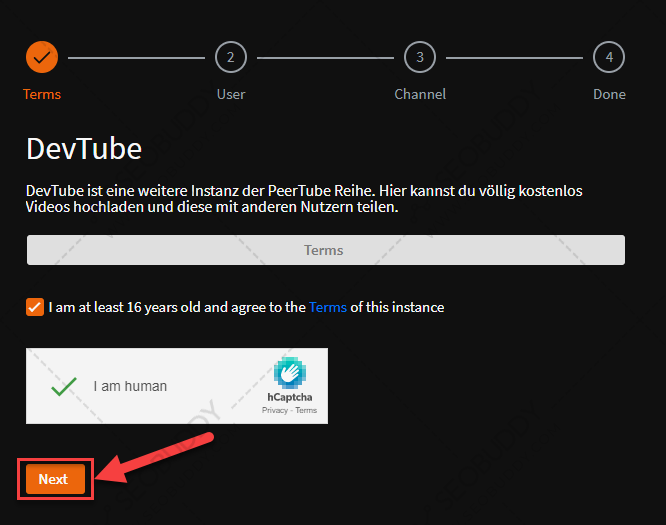 2
3
4
Terms
User
Channel
Done
DevTube
DevTube ist eine weitere Instanz der PeerTube Reihe. Hier kannst du völlig kostenlos
Videos hochladen und diese mit anderen Nutzern teilen.
Terms
I am at least 16 years old and agree to the Terms of this instance
I am human
hCaptcha
Privacy - Terms
Next